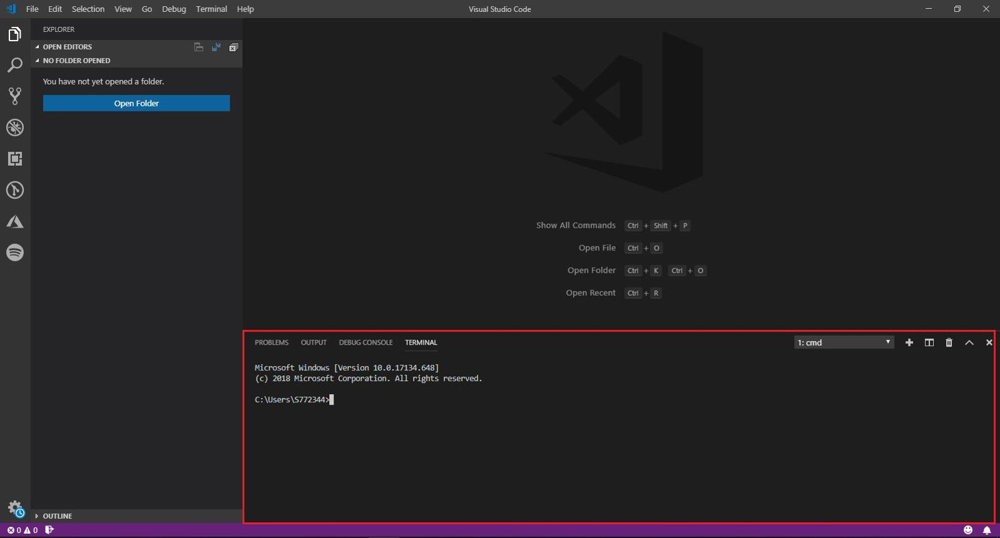 File Edit Selection View Go Debug Terminal Help
Visual Studio Code
EXPLORER
OPEN EDITORS
NO FOLDER OPENED
You have not yet opened a folder.
Open Folder
Show All Commands Ctrl + Shift + P
Open File Ctrl + O
Open Folder Ctrl + K Ctrl + O
Open Recent Ctrl + R
PROBLEMS OUTPUT DEBUG CONSOLE TERMINAL
1: cmd
Microsoft Windows [Version 10.0.17134.648]
(c) 2018 Microsoft Corporation. All rights reserved.
C:\Users\S772344>
OUTLINE
0 0